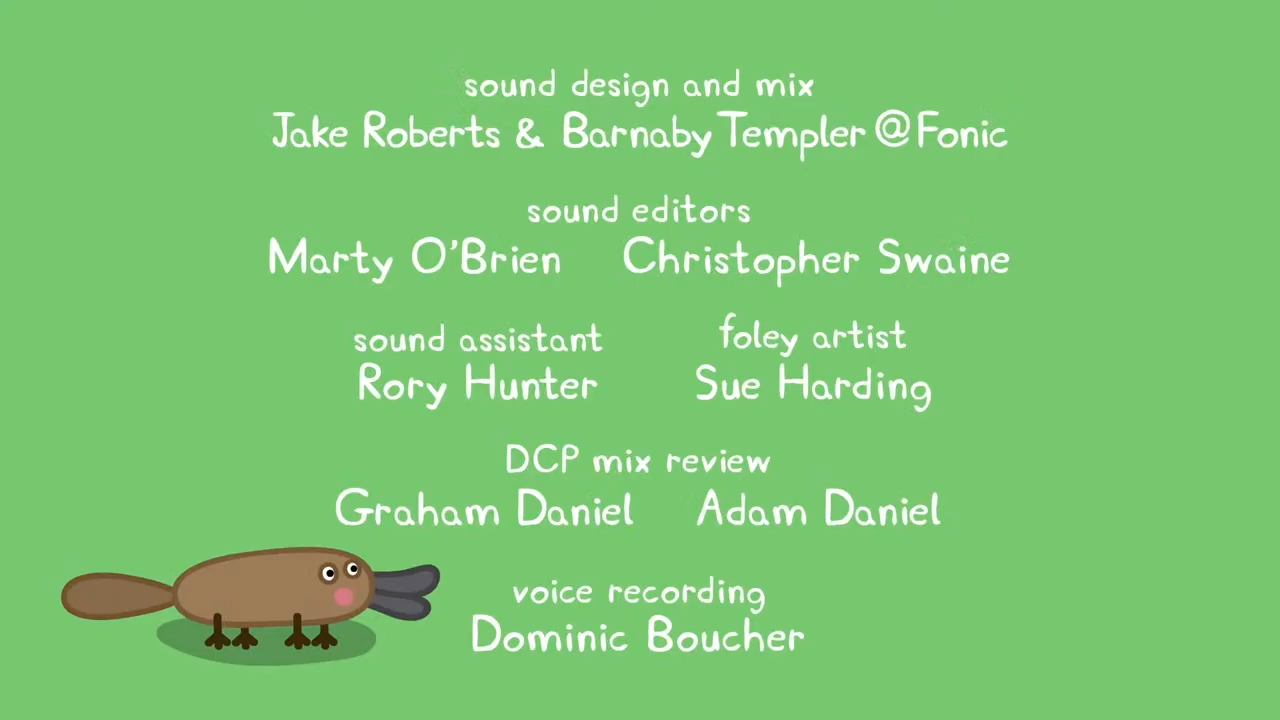 sound design and mix
Jake Roberts & Barnaby Templer @Fonic
sound editors
Marty O'Brien Christopher Swaine
sound assistant foley artist
Rory Hunter Sue Harding
DCP mix review
Graham Daniel Adam Daniel
voice recording
Dominic Boucher